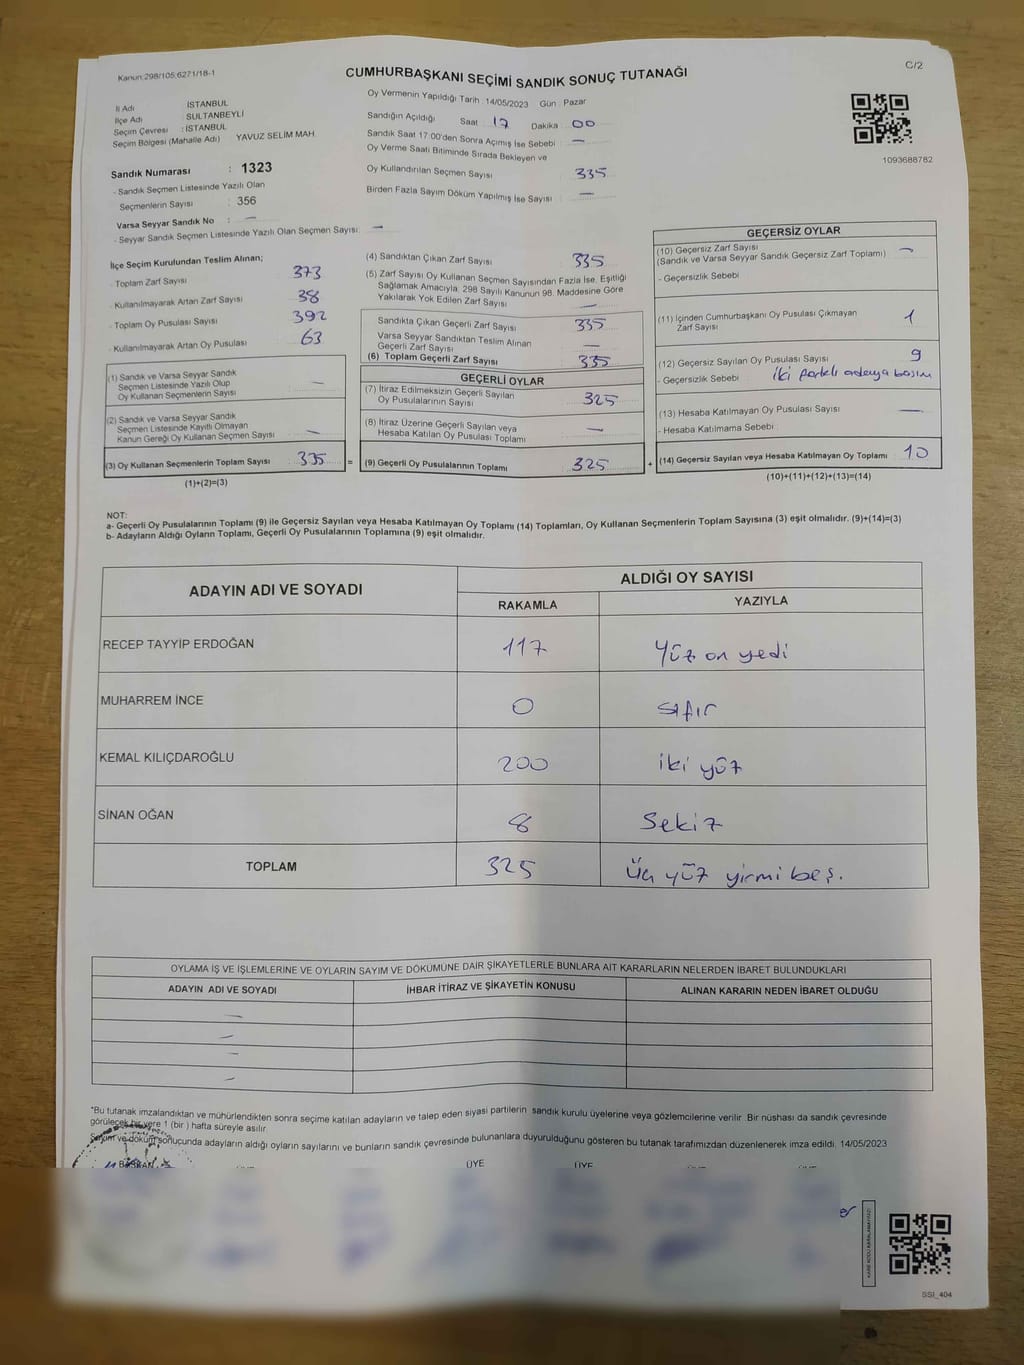 Kanun:298/105;6271/18-1
CUMHURBAŞKANI SEÇİMİ SANDIK SONUÇ TUTANAĞI
C/2
İl Adı : İSTANBUL
İlçe Adı : SULTANBEYLİ
Seçim Çevresi : İSTANBUL
Seçim Bölgesi (Mahalle Adı) YAVUZ SELİM MAH.
Sandık Numarası : 1323
- Sandık Seçmen Listesinde Yazılı Olan
Seçmenlerin Sayısı : 356
Varsa Seyyar Sandık No : —
- Seyyar Sandık Seçmen Listesinde Yazılı Olan Seçmen Sayısı: —
Oy Vermenin Yapıldığı Tarih : 14/05/2023 Gün : Pazar
Sandığın Açıldığı Saat 17 Dakika 00
Sandık Saat 17:00'den Sonra Açımış İse Sebebi : —
Oy Verme Saati Bitiminde Sırada Bekleyen ve
Oy Kullandırılan Seçmen Sayısı 335
Birden Fazla Sayım Döküm Yapılmış İse Sayısı : —
1093688782
İlçe Seçim Kurulundan Teslim Alınan;
- Toplam Zarf Sayısı 373
- Kullanılmayarak Artan Zarf Sayısı 38
- Toplam Oy Pusulası Sayısı 392
- Kullanılmayarak Artan Oy Pusulası 63
(1) Sandık ve Varsa Seyyar Sandık
Seçmen Listesinde Yazılı Olup
Oy Kullanan Seçmenlerin Sayısı —
(2) Sandık ve Varsa Seyyar Sandık
Seçmen Listesinde Kayıtlı Olmayan
Kanun Gereği Oy Kullanan Seçmen Sayısı —
(3) Oy Kullanan Seçmenlerin Toplam Sayısı 335 =
(1)+(2)=(3)
(4) Sandıktan Çıkan Zarf Sayısı 335
(5) Zarf Sayısı Oy Kullanan Seçmen Sayısından Fazla İse, Eşitliği
Sağlamak Amacıyla, 298 Sayılı Kanunun 98. Maddesine Göre
Yakılarak Yok Edilen Zarf Sayısı —
Sandıkta Çıkan Geçerli Zarf Sayısı 335
Varsa Seyyar Sandıktan Teslim Alınan
Geçerli Zarf Sayısı —
(6) Toplam Geçerli Zarf Sayısı 335
GEÇERLİ OYLAR
(7) İtiraz Edilmeksizin Geçerli Sayılan
Oy Pusulalarının Sayısı 325
(8) İtiraz Üzerine Geçerli Sayılan veya
Hesaba Katılan Oy Pusulası Toplamı —
(9) Geçerli Oy Pusulalarının Toplamı 325 +
GEÇERSİZ OYLAR
(10) Geçersiz Zarf Sayısı
(Sandık ve Varsa Seyyar Sandık Geçersiz Zarf Toplamı) —
- Geçersizlik Sebebi
(11) İçinden Cumhurbaşkanı Oy Pusulası Çıkmayan
Zarf Sayısı 1
(12) Geçersiz Sayılan Oy Pusulası Sayısı 9
- Geçersizlik Sebebi iki farklı adaya basım
(13) Hesaba Katılmayan Oy Pusulası Sayısı —
- Hesaba Katılmama Sebebi :
(14) Geçersiz Sayılan veya Hesaba Katılmayan Oy Toplamı 10
(10)+(11)+(12)+(13)=(14)
NOT:
a- Geçerli Oy Pusulalarının Toplamı (9) ile Geçersiz Sayılan veya Hesaba Katılmayan Oy Toplamı (14) Toplamları, Oy Kullanan Seçmenlerin Toplam Sayısına (3) eşit olmalıdır. (9)+(14)=(3)
b- Adayların Aldığı Oyların Toplamı, Geçerli Oy Pusulalarının Toplamına (9) eşit olmalıdır.
ADAYIN ADI VE SOYADI ALDIĞI OY SAYISI
RAKAMLA YAZIYLA
RECEP TAYYİP ERDOĞAN 117 Yüz on yedi
MUHARREM İNCE 0 sıfır
KEMAL KILIÇDAROĞLU 200 iki yüz
SİNAN OĞAN 8 Sekiz
TOPLAM 325 Üç yüz yirmi beş.
OYLAMA İŞ VE İŞLEMLERİNE VE OYLARIN SAYIM VE DÖKÜMÜNE DAİR ŞİKAYETLERLE BUNLARA AİT KARARLARIN NELERDEN İBARET BULUNDUKLARI
ADAYIN ADI VE SOYADI İHBAR İTİRAZ VE ŞİKAYETİN KONUSU ALINAN KARARIN NEDEN İBARET OLDUĞU
—
—
—
—
"Bu tutanak imzalandıktan ve mühürlendikten sonra seçime katılan adayların ve talep eden siyasi partilerin sandık kurulu üyelerine veya gözlemcilerine verilir. Bir nüshası da sandık çevresinde
görülecek bir yere 1 (bir ) hafta süreyle asılır.
Sayım ve döküm sonucunda adayların aldığı oyların sayılarını ve bunların sandık çevresinde bulunanlara duyurulduğunu gösteren bu tutanak tarafımızdan düzenlenerek imza edildi. 14/05/2023
BAŞKAN ÜYE ÜYE
KARE KODU KARALAMAYINIZ!
SSI_404